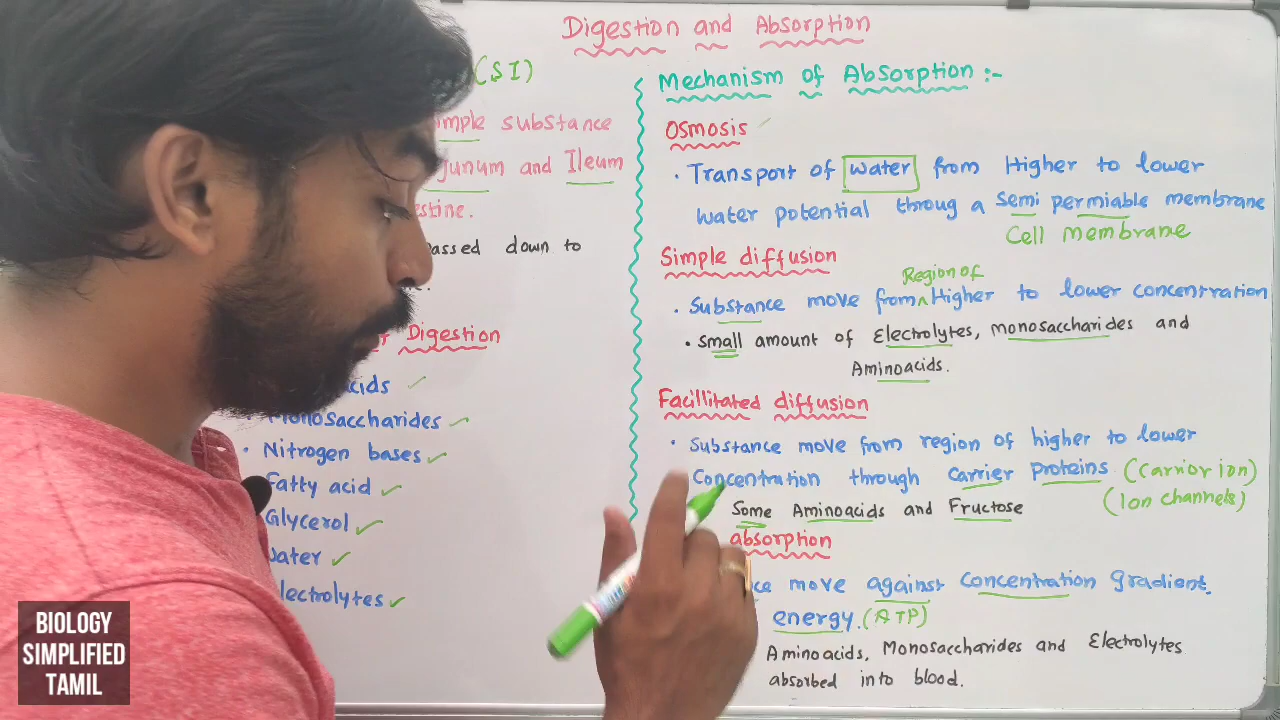 Digestion and Absorption
(SI)
simple substance
junum and Ileum
estine.
passed down to
Digestion
acids
Monosaccharides
Nitrogen bases
Fatty acid
Glycerol
water
Electrolytes
Mechanism of Absorption :-
Osmosis
• Transport of water from Higher to lower
water potential throug a semi permiable membrane
Cell membrane
Simple diffusion
Region of
• Substance move from ^ Higher to lower concentration
• small amount of Electrolytes, monosaccharides and
Aminoacids.
Facillitated diffusion
• Substance move from region of higher to lower
Concentration through carrier proteins (Carrior ion)
(Ion channels)
Some Aminoacids and Fructose
absorption
ce move against concentration gradient.
energy. (ATP)
Aminoacids, Monosaccharides and Electrolytes
absorbed into blood.
BIOLOGY
SIMPLIFIED
TAMIL